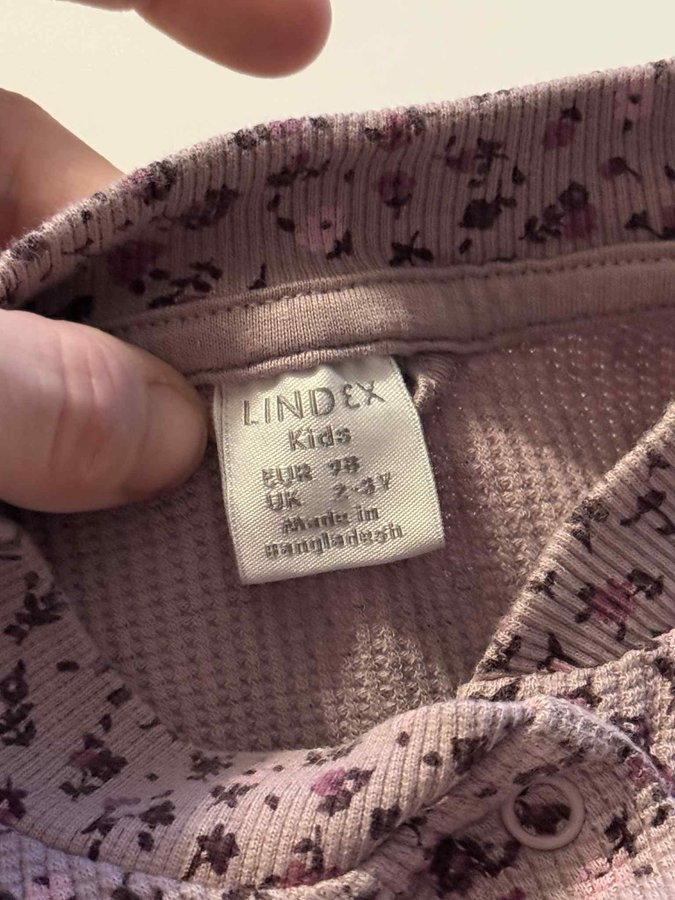 LINDEX
Kids
EUR 98
UK 2-3Y
Made in
Bangladesh